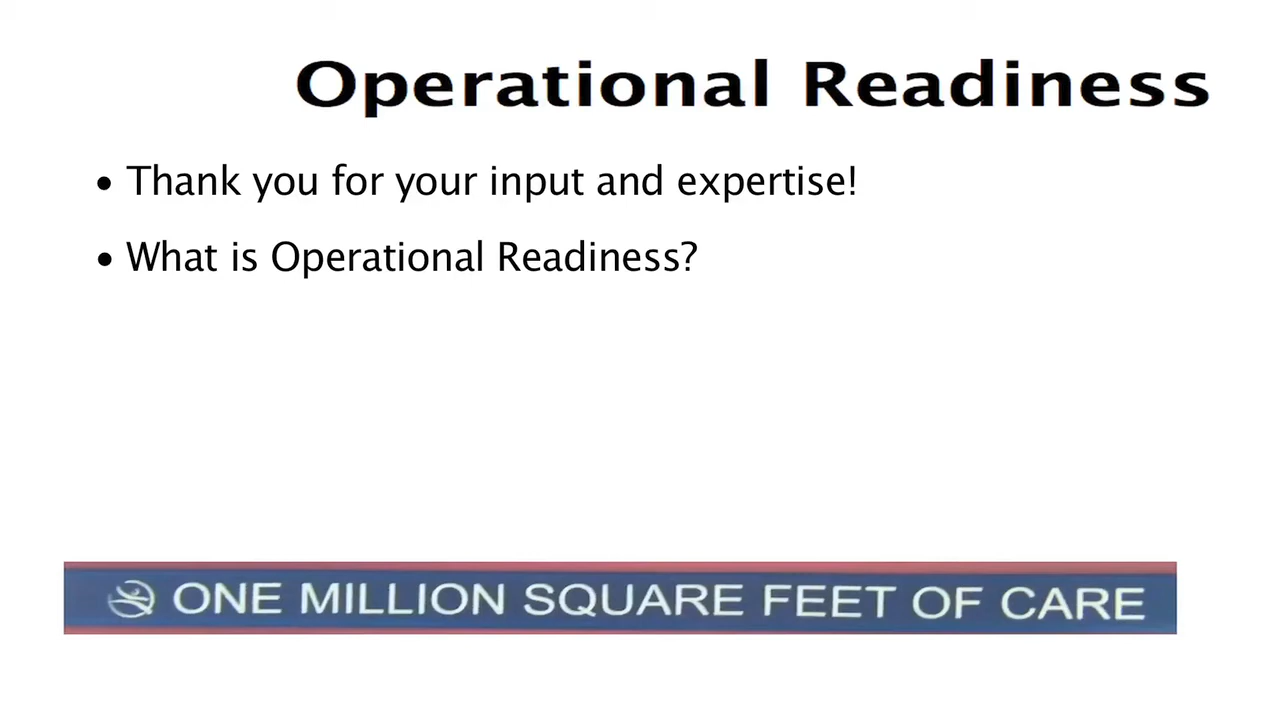 Operational Readiness
• Thank you for your input and expertise!
• What is Operational Readiness?
ONE MILLION SQUARE FEET OF CARE